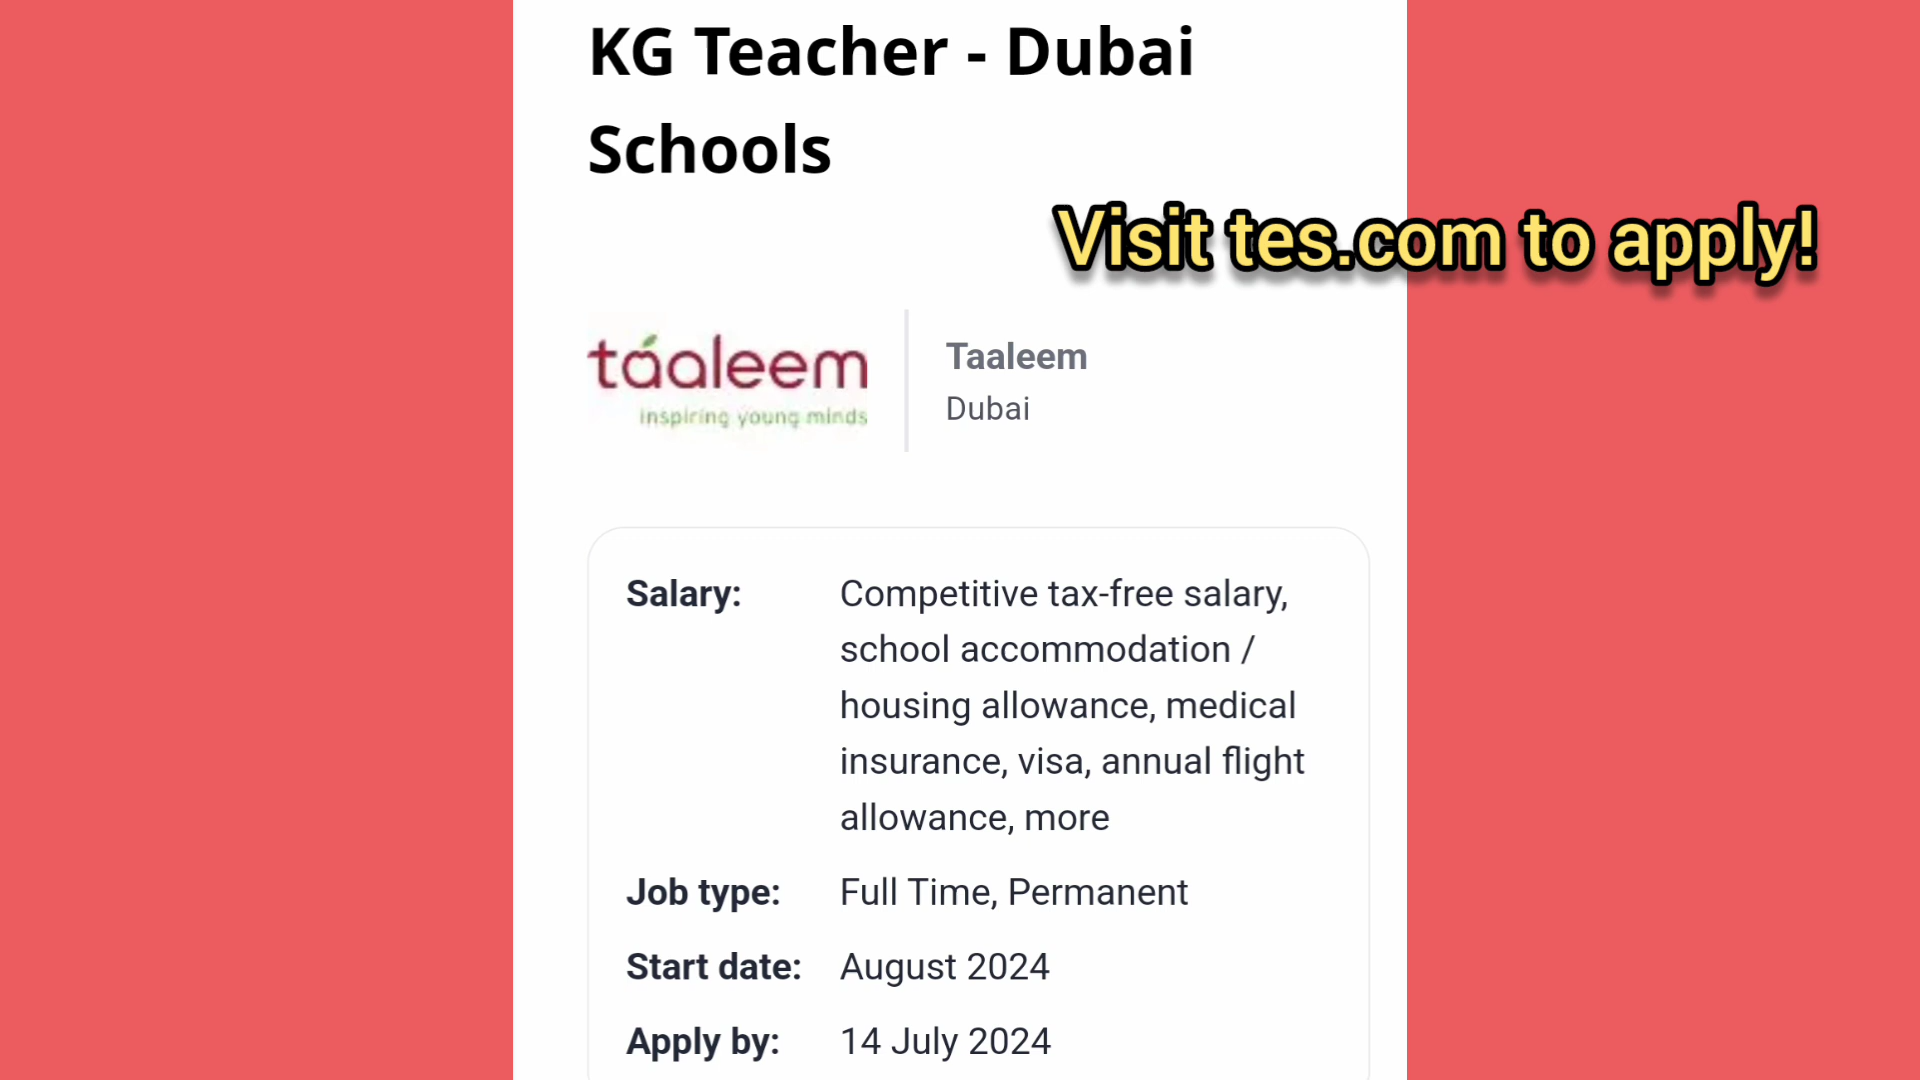 KG Teacher - Dubai
Schools
Visit tes.com to apply!
táaleem
inspiring young minds
Taaleem
Dubai
Salary: Competitive tax-free salary,
school accommodation /
housing allowance, medical
insurance, visa, annual flight
allowance, more
Job type: Full Time, Permanent
Start date: August 2024
Apply by: 14 July 2024